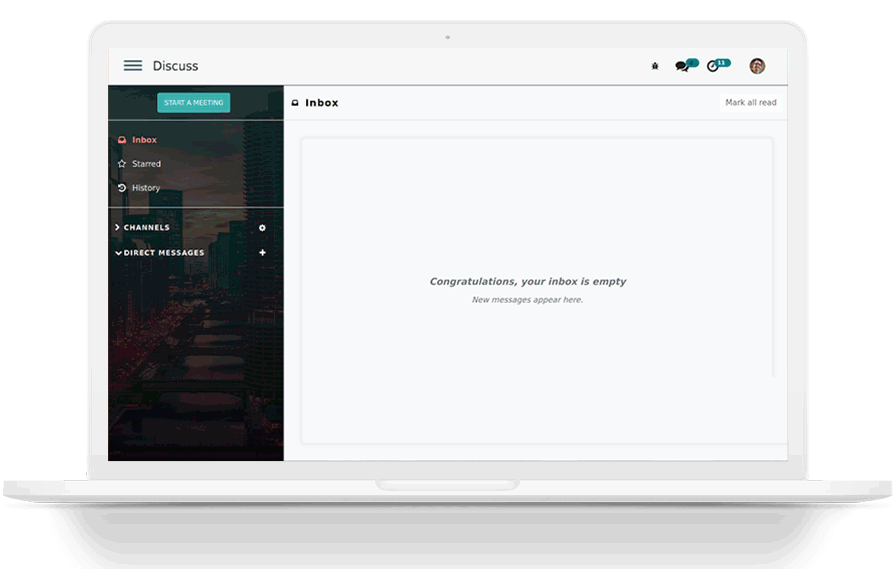 Discuss
11
START A MEETING
Inbox
Mark all read
Inbox
Starred
History
CHANNELS
DIRECT MESSAGES
Congratulations, your inbox is empty
New messages appear here.